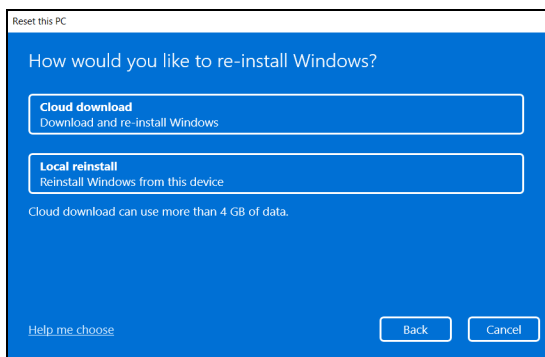 Reset this PC
How would you like to re-install Windows?
Cloud download
Download and re-install Windows
Local reinstall
Reinstall Windows from this device
Cloud download can use more than 4 GB of data.
Help me choose
Back
Cancel